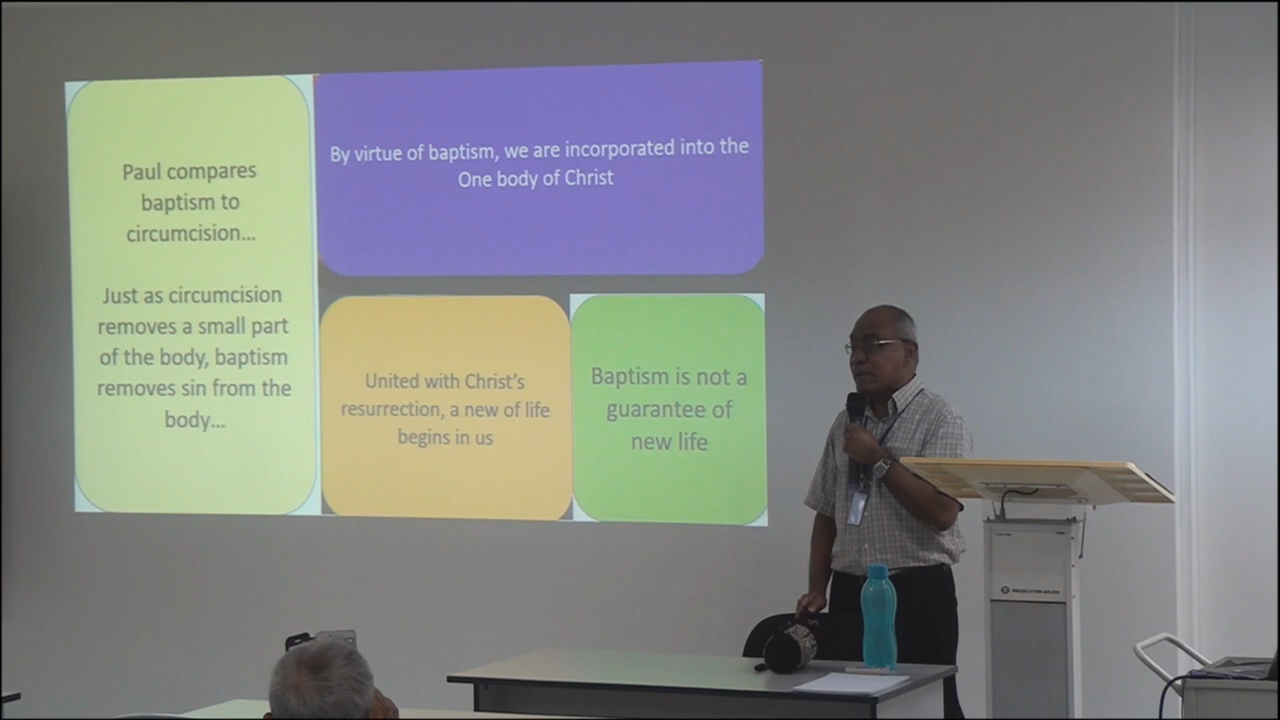 Paul compares
baptism to
circumcision...
Just as circumcision
removes a small part
of the body, baptism
removes sin from the
body...
By virtue of baptism, we are incorporated into the
One body of Christ
United with Christ's
resurrection, a new of life
begins in us
Baptism is not a
guarantee of
new life